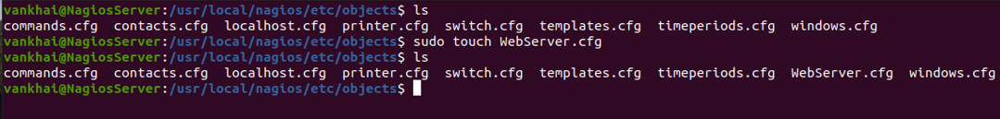 vankhai@NagiosServer:/usr/local/nagios/etc/objects$ ls
commands.cfg contacts.cfg localhost.cfg printer.cfg switch.cfg templates.cfg timeperiods.cfg windows.cfg
vankhai@NagiosServer:/usr/local/nagios/etc/objects$ sudo touch WebServer.cfg
vankhai@NagiosServer:/usr/local/nagios/etc/objects$ ls
commands.cfg contacts.cfg localhost.cfg printer.cfg switch.cfg templates.cfg timeperiods.cfg WebServer.cfg windows.cfg
vankhai@NagiosServer:/usr/local/nagios/etc/objects$